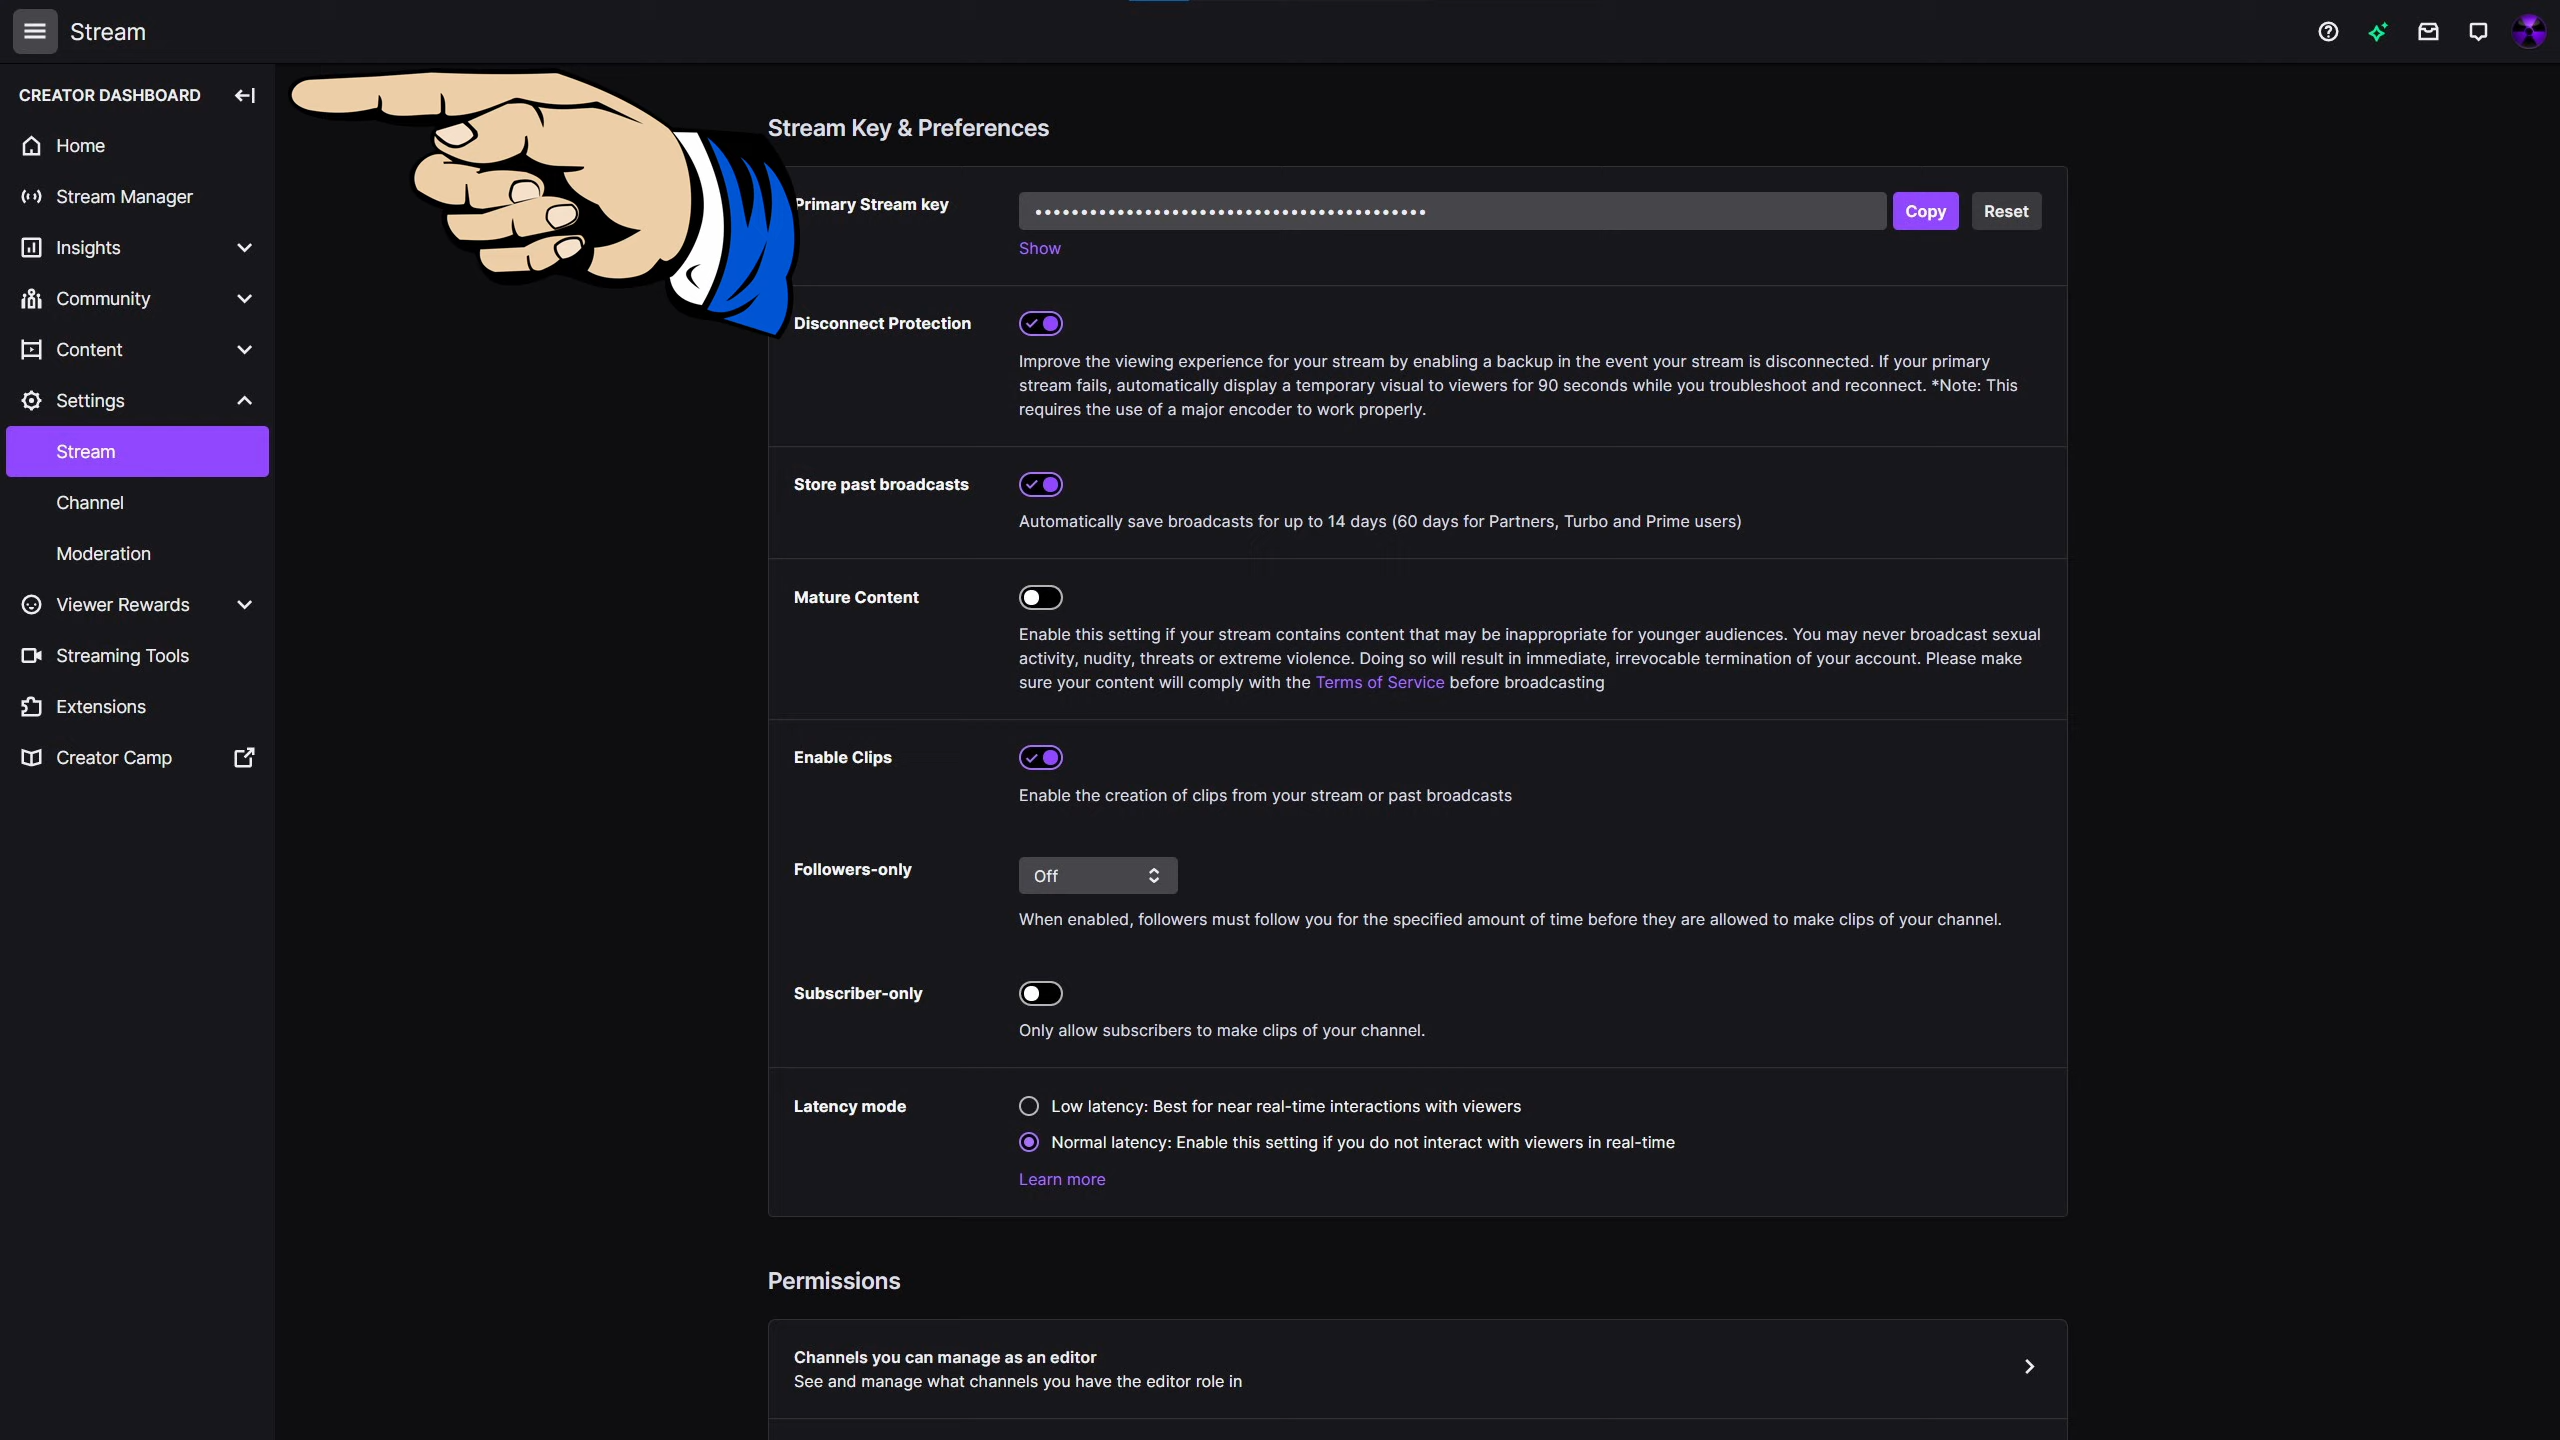 Stream
CREATOR DASHBOARD
Home
Stream Manager
Insights
Community
Content
Settings
Stream
Channel
Moderation
Viewer Rewards
Streaming Tools
Extensions
Creator Camp
Stream Key & Preferences
Primary Stream key
Copy
Reset
Show
Disconnect Protection
Improve the viewing experience for your stream by enabling a backup in the event your stream is disconnected. If your primary
stream fails, automatically display a temporary visual to viewers for 90 seconds while you troubleshoot and reconnect. *Note: This
requires the use of a major encoder to work properly.
Store past broadcasts
Automatically save broadcasts for up to 14 days (60 days for Partners, Turbo and Prime users)
Mature Content
Enable this setting if your stream contains content that may be inappropriate for younger audiences. You may never broadcast sexual
activity, nudity, threats or extreme violence. Doing so will result in immediate, irrevocable termination of your account. Please make
sure your content will comply with the Terms of Service before broadcasting
Enable Clips
Enable the creation of clips from your stream or past broadcasts
Followers-only
Off
When enabled, followers must follow you for the specified amount of time before they are allowed to make clips of your channel.
Subscriber-only
Only allow subscribers to make clips of your channel.
Latency mode
Low latency: Best for near real-time interactions with viewers
Normal latency: Enable this setting if you do not interact with viewers in real-time
Learn more
Permissions
Channels you can manage as an editor
See and manage what channels you have the editor role in